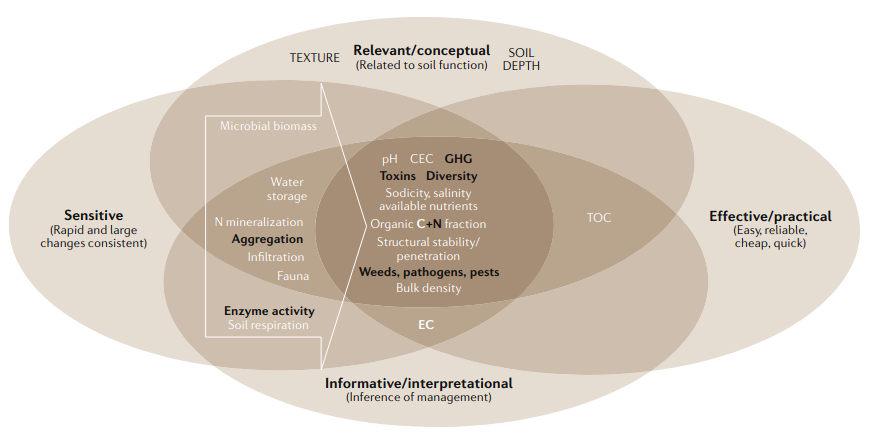 TEXTURE
Relevant/conceptual
(Related to soil function)
SOIL
DEPTH
Microbial biomass
pH CEC GHG
Toxins Diversity
Sodicity, salinity
available nutrients
Organic C+N fraction
Structural stability/
penetration
Weeds, pathogens, pests
Bulk density
Water
storage
N mineralization
Aggregation
Infiltration
Fauna
Enzyme activity
Soil respiration
Sensitive
(Rapid and large
changes consistent)
TOC
Effective/practical
(Easy, reliable,
cheap, quick)
EC
Informative/interpretational
(Inference of management)